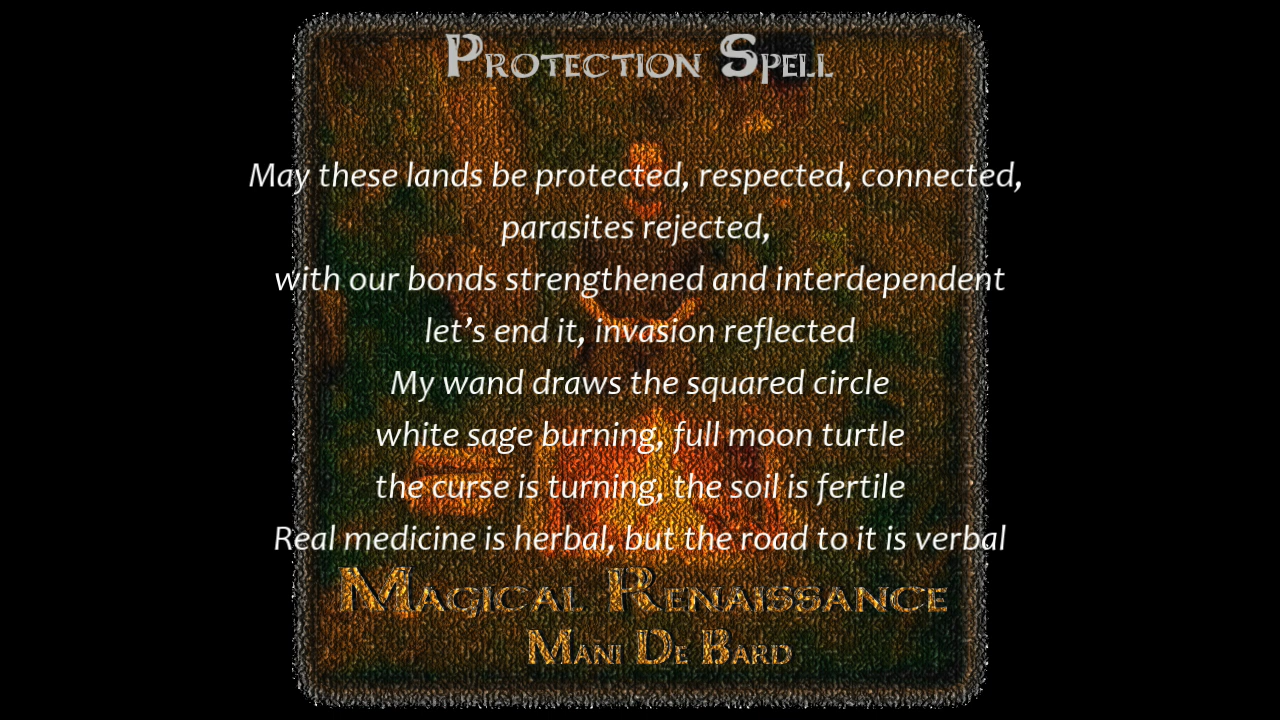 Protection Spell
May these lands be protected, respected, connected,
parasites rejected,
with our bonds strengthened and interdependent
let’s end it, invasion reflected
My wand draws the squared circle
white sage burning, full moon turtle
the curse is turning, the soil is fertile
Real medicine is herbal, but the road to it is verbal
Magical Renaissance
Mani De Bard